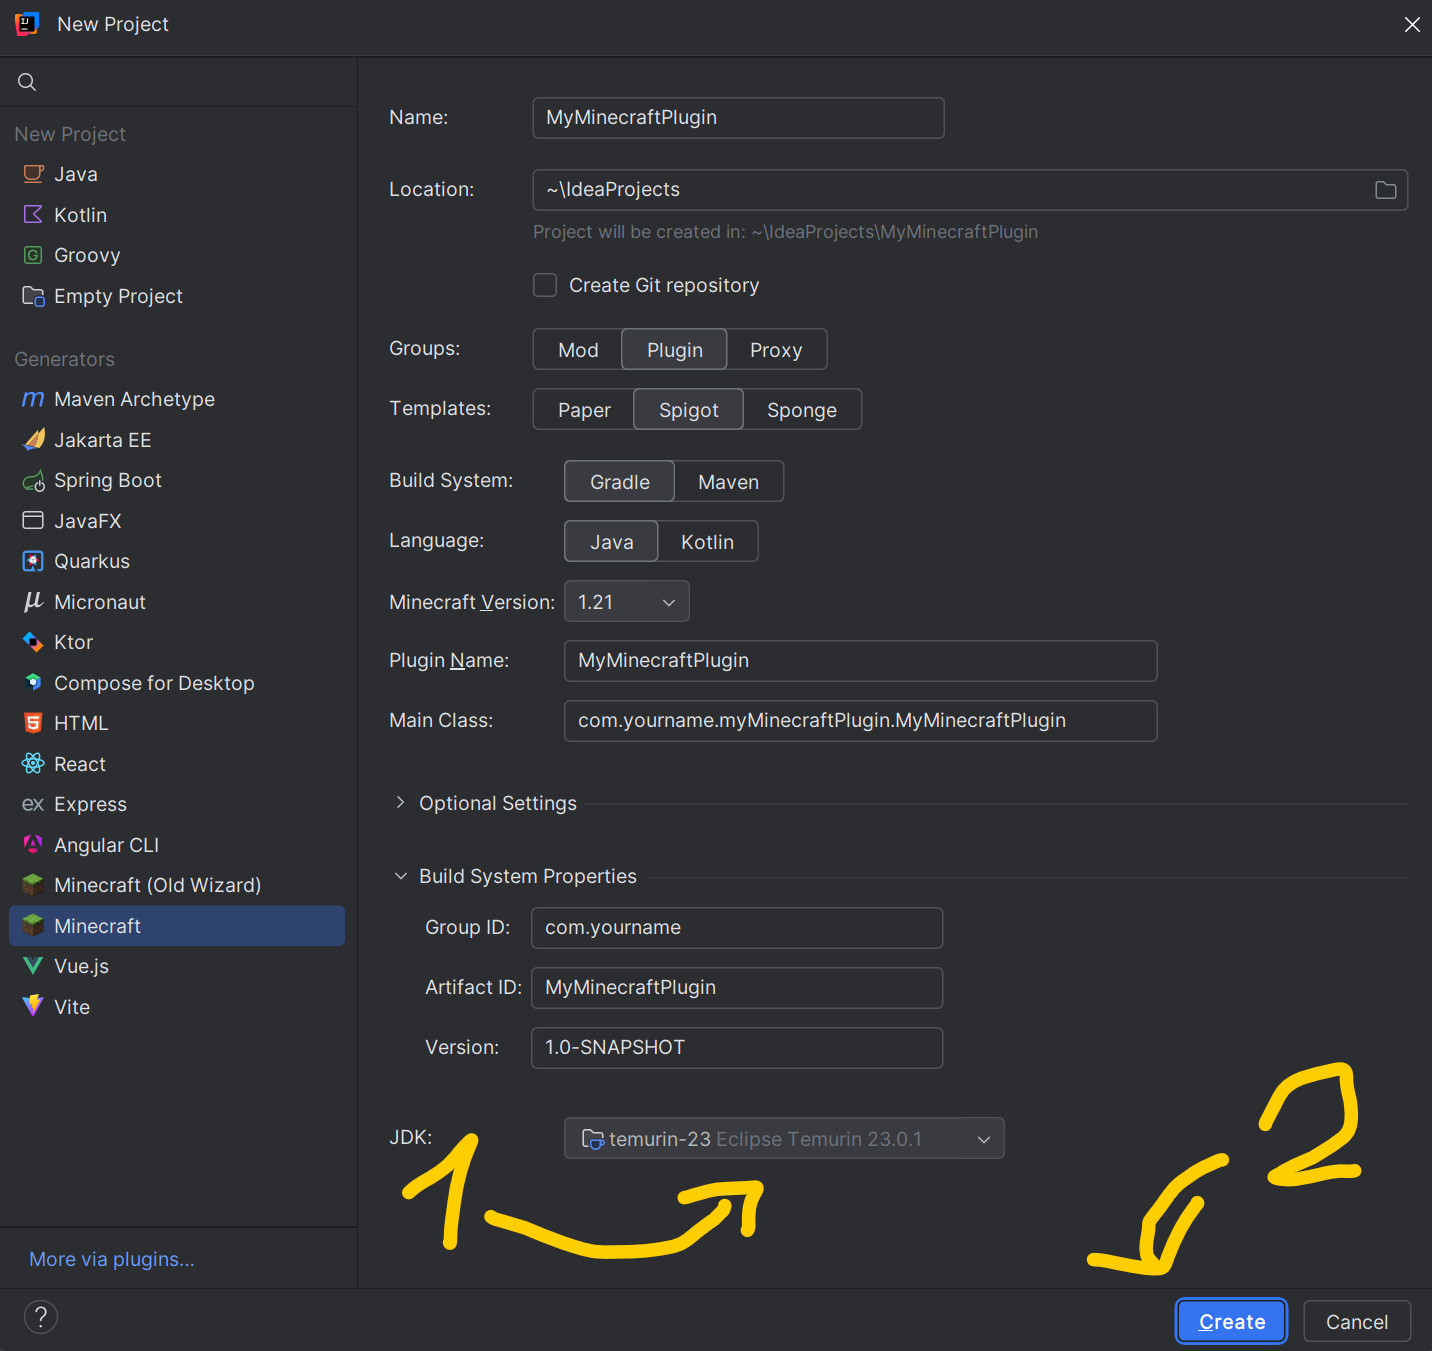 New Project
New Project
Java
Kotlin
Groovy
Empty Project
Generators
Maven Archetype
Jakarta EE
Spring Boot
JavaFX
Quarkus
Micronaut
Ktor
Compose for Desktop
HTML
React
ex Express
Angular CLI
Minecraft (Old Wizard)
Minecraft
Vue.js
Vite
More via plugins...
?
Name: MyMinecraftPlugin
Location: ~\IdeaProjects
Project will be created in: ~\IdeaProjects\MyMinecraftPlugin
Create Git repository
Groups: Mod Plugin Proxy
Templates: Paper Spigot Sponge
Build System: Gradle Maven
Language: Java Kotlin
Minecraft Version: 1.21
Plugin Name: MyMinecraftPlugin
Main Class: com.yourname.myMinecraftPlugin.MyMinecraftPlugin
Optional Settings
Build System Properties
Group ID: com.yourname
Artifact ID: MyMinecraftPlugin
Version: 1.0-SNAPSHOT
JDK: temurin-23 Eclipse Temurin 23.0.1
1
2
Create Cancel